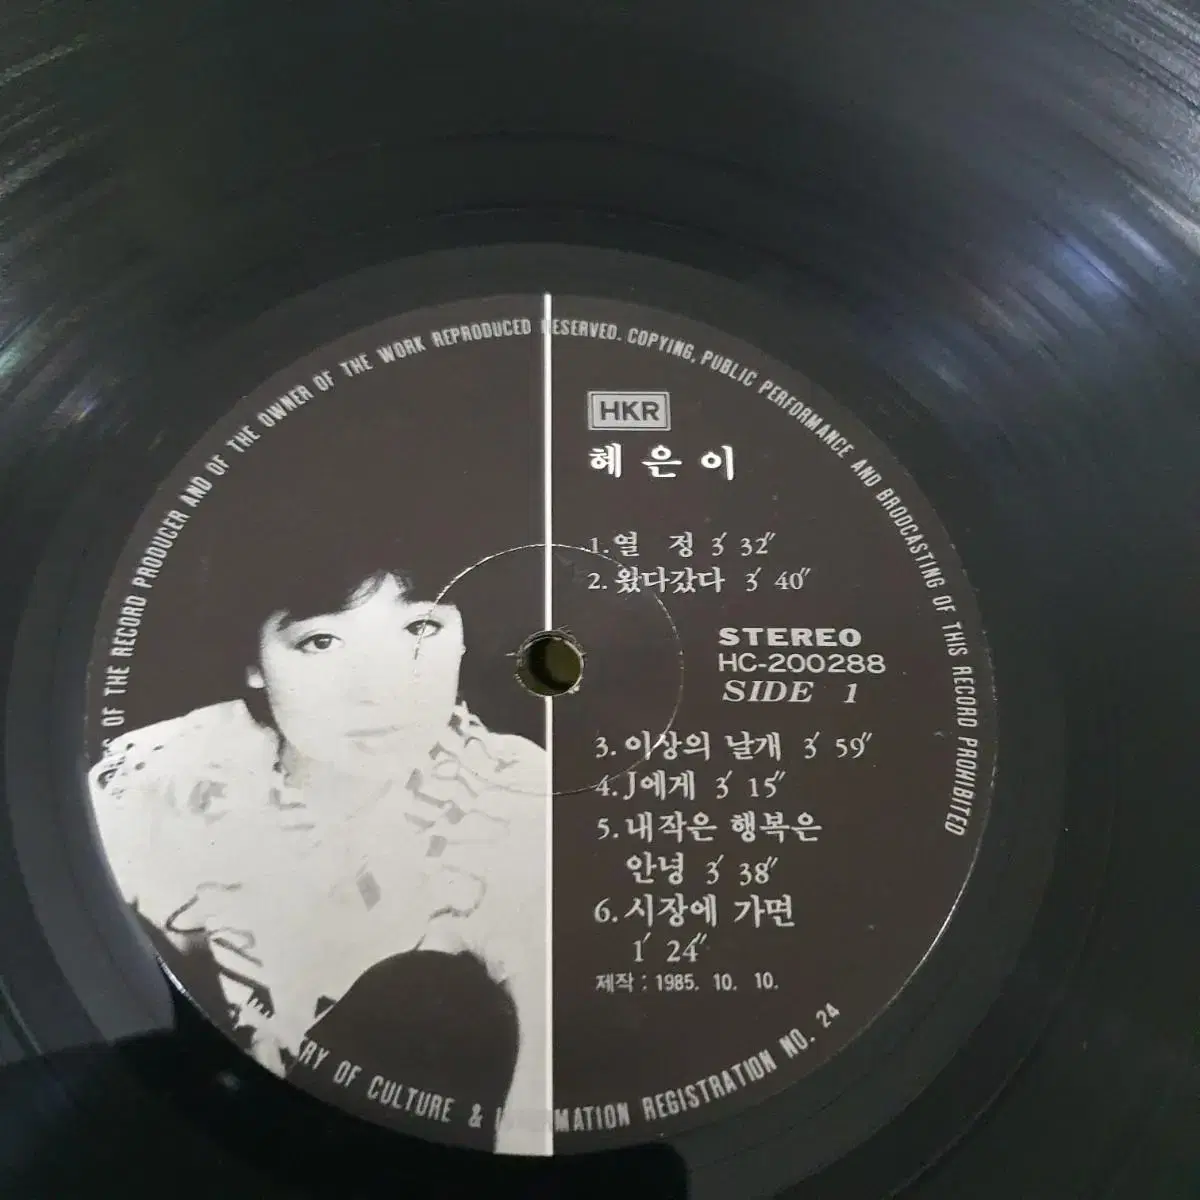 OF THE RECORD PRODUCER AND OF THE OWNER OF THE WORK REPRODUCED RESERVED. COPYING, PUBLIC PERFORMANCE AND BRODCASTING OF THIS RECORD PROHIBITED
HKR
혜은이
1. 열 정 3′ 32″
2. 왔다갔다 3′ 40″
STEREO
HC-200288
SIDE 1
3. 이상의 날개 3′ 59″
4. J에게 3′ 15″
5. 내작은 행복은
안녕 3′ 38″
6. 시장에 가면
1′ 24″
제작 : 1985. 10. 10.
OF CULTURE & INFORMATION REGISTRATION NO. 24